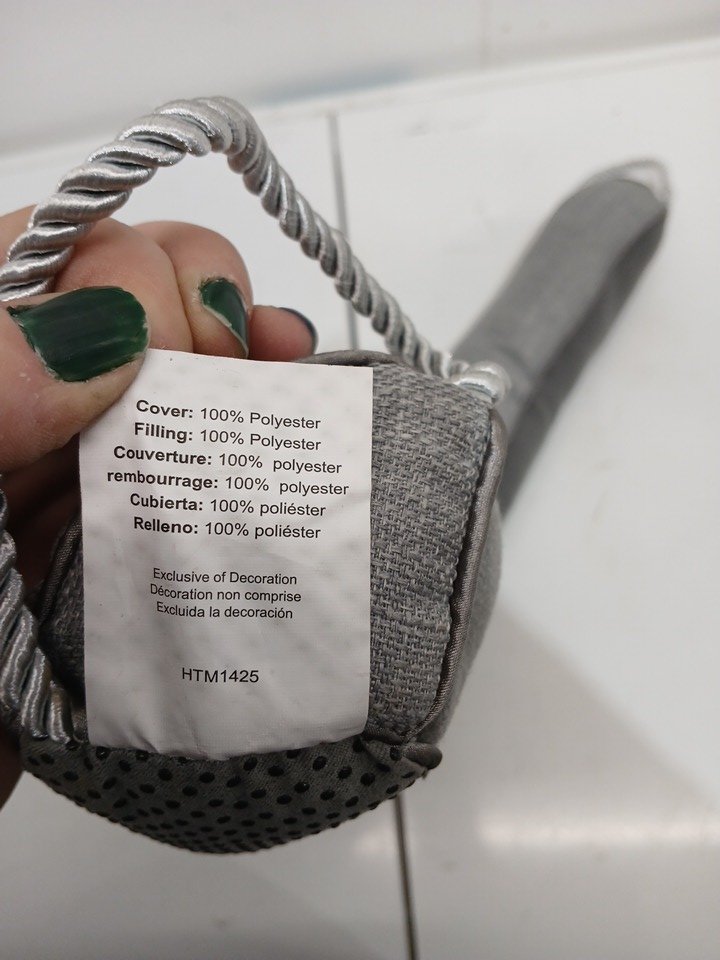 Cover: 100% Polyester
Filling: 100% Polyester
Couverture: 100% polyester
rembourrage: 100% polyester
Cubierta: 100% poliéster
Relleno: 100% poliéster
Exclusive of Decoration
Décoration non comprise
Excluida la decoración
HTM1425